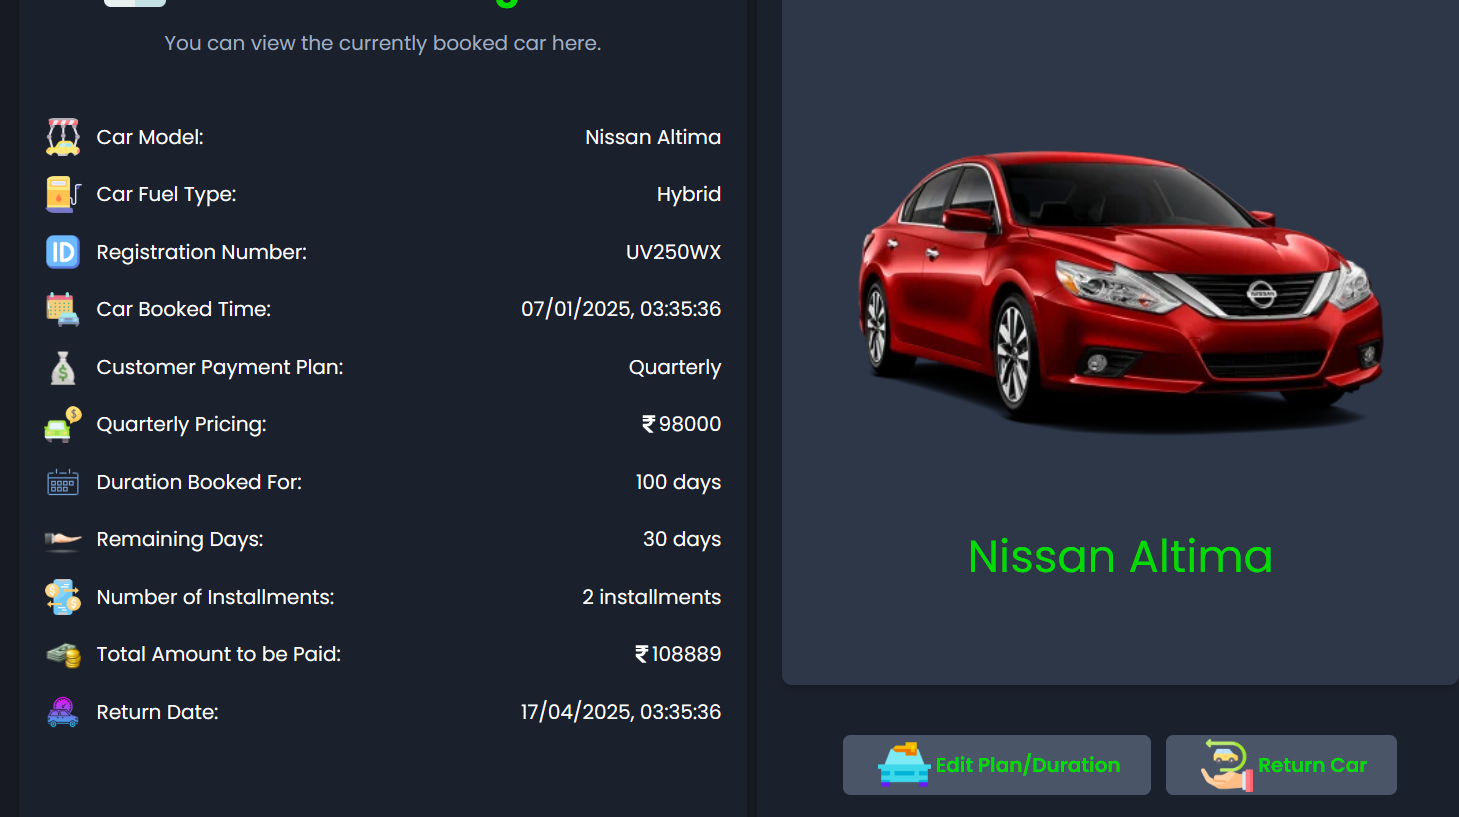 You can view the currently booked car here.
Car Model: Nissan Altima
Car Fuel Type: Hybrid
ID Registration Number: UV250WX
Car Booked Time: 07/01/2025, 03:35:36
Customer Payment Plan: Quarterly
Quarterly Pricing: ₹98000
Duration Booked For: 100 days
Remaining Days: 30 days
Number of Installments: 2 installments
Total Amount to be Paid: ₹108889
Return Date: 17/04/2025, 03:35:36
NISSAN
Nissan Altima
Edit Plan/Duration
Return Car